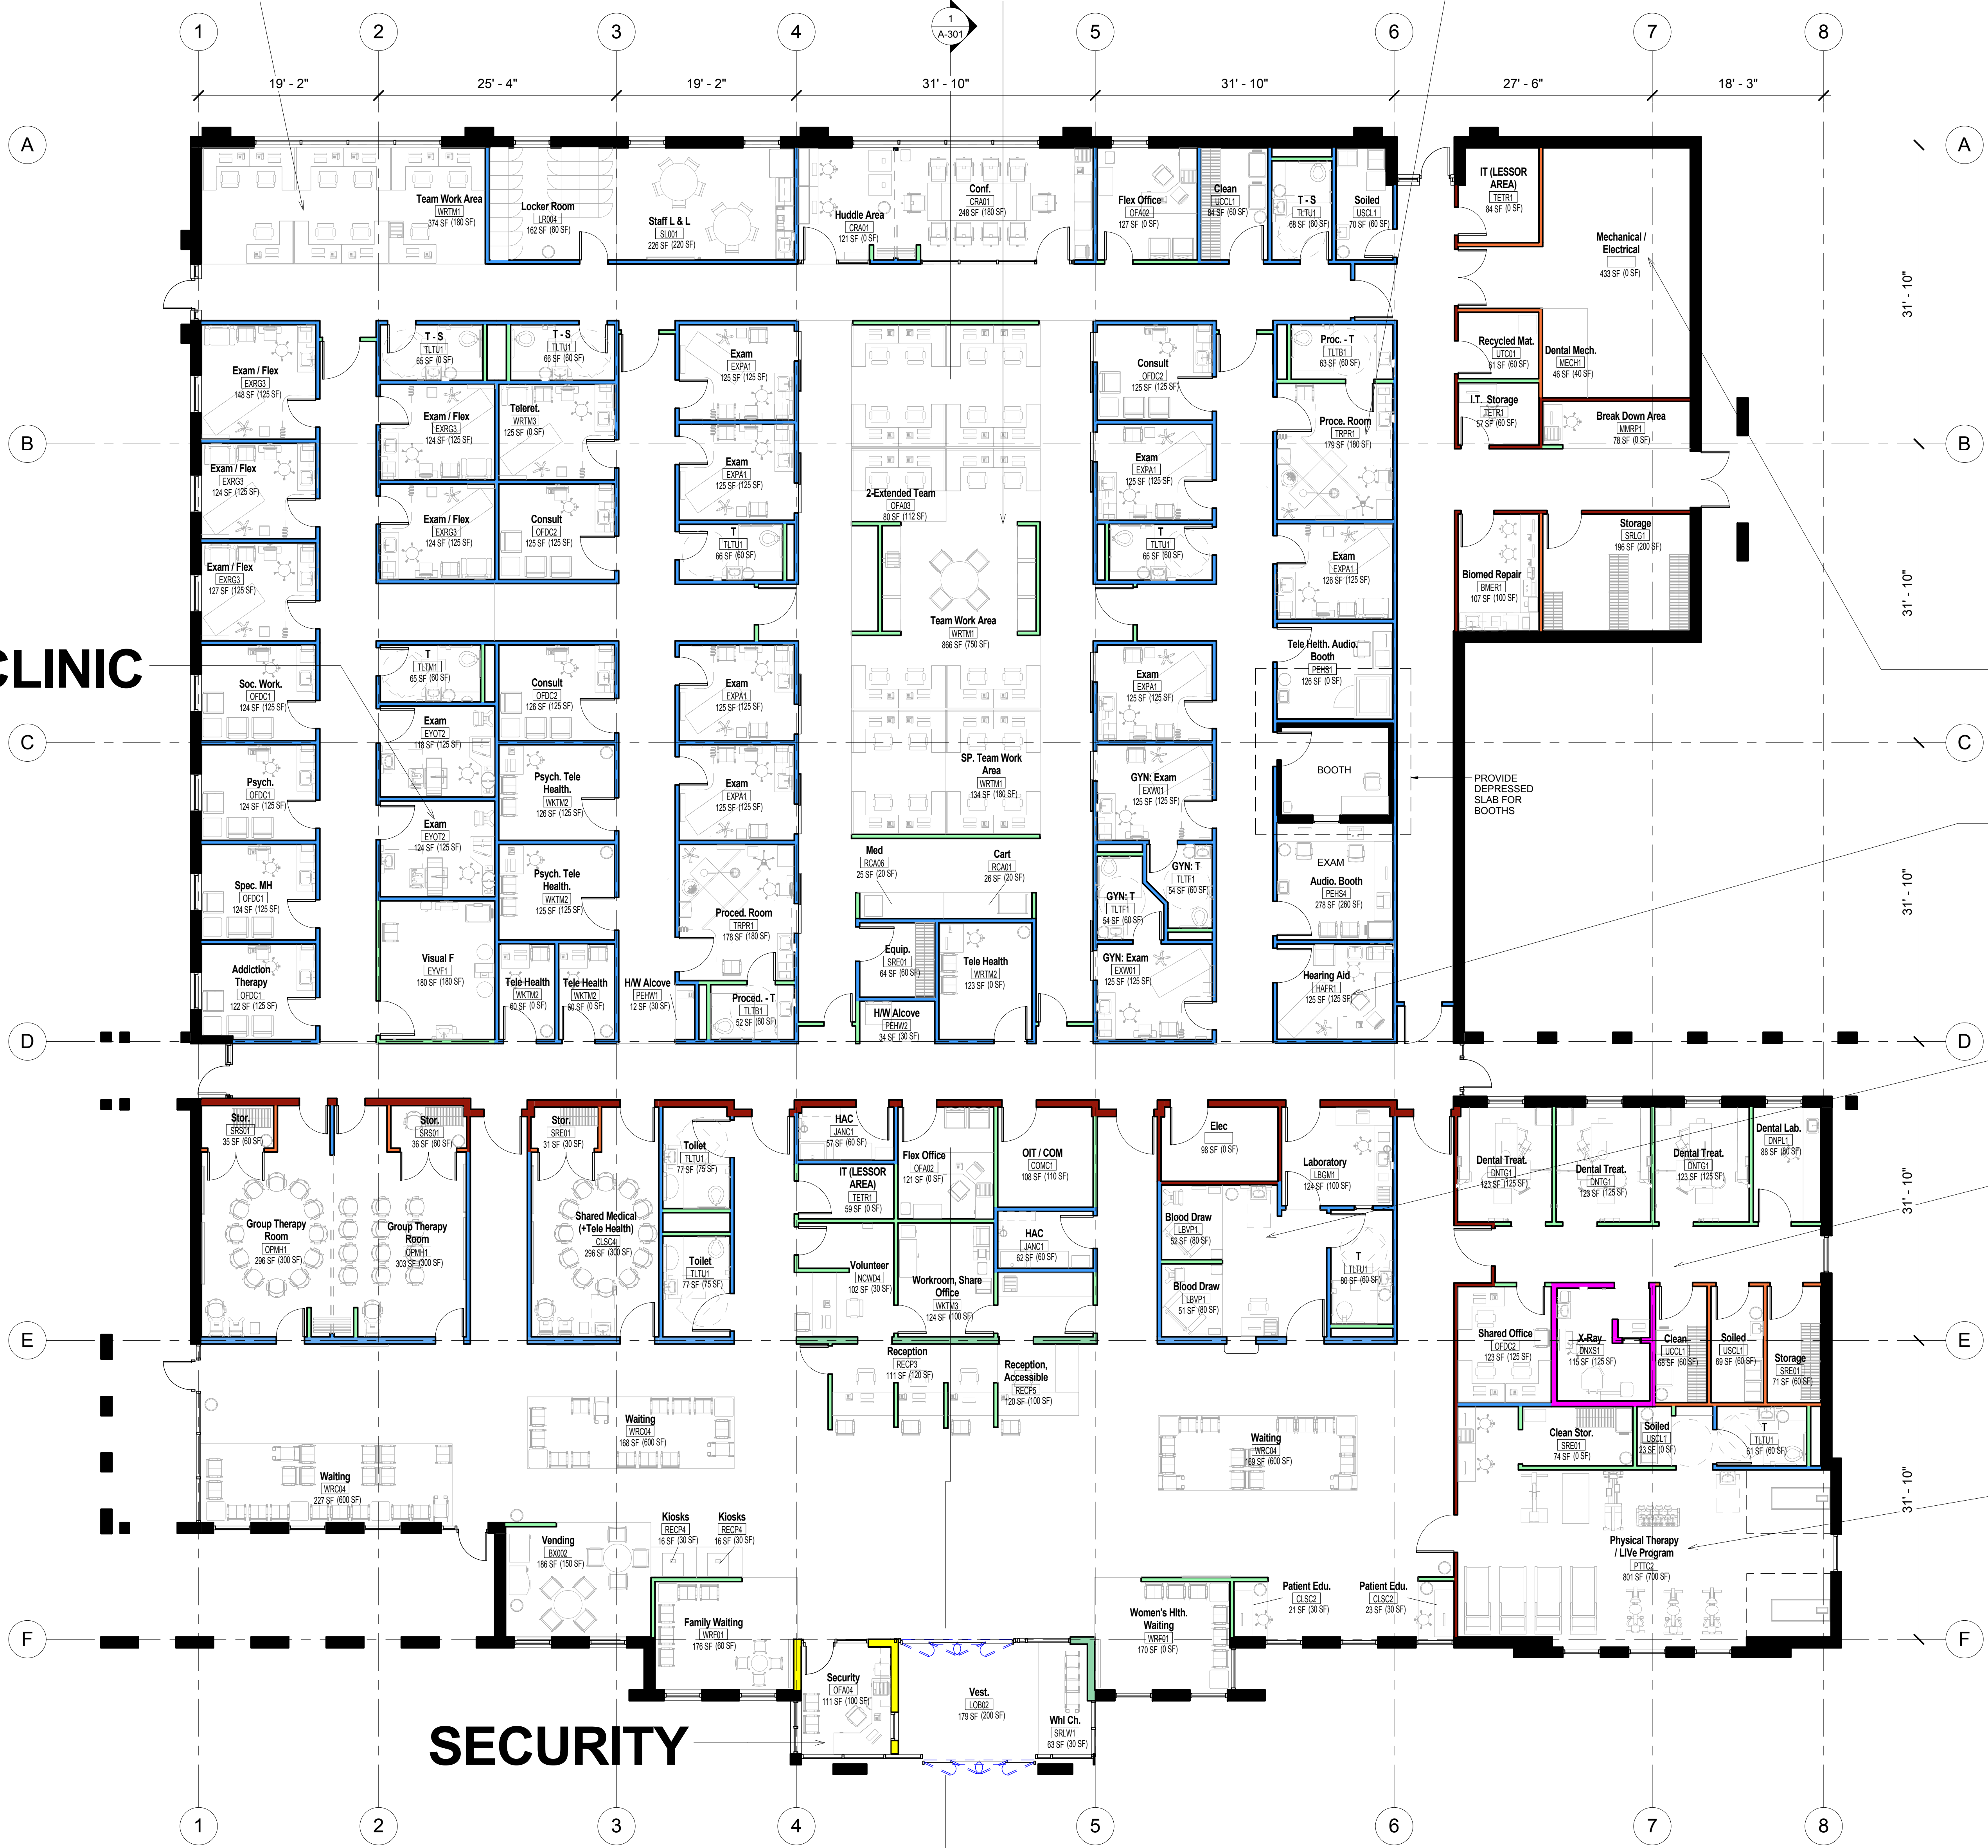 1
2
3
4
1
A-301
5
6
7
8
19' - 2"
25' - 4"
19' - 2"
31' - 10"
31' - 10"
27' - 6"
18' - 3"
A
A
Team Work Area
WRTM1
374 SF (180 SF)
Locker Room
LR004
162 SF (60 SF)
Staff L & L
SL001
226 SF (220 SF)
Huddle Area
CRA01
121 SF (0 SF)
Conf.
CRA01
248 SF (180 SF)
Flex Office
OFA02
127 SF (0 SF)
Clean
UCCL1
84 SF (60 SF)
T - S
TLTU1
68 SF (60 SF)
Soiled
USCL1
70 SF (60 SF)
IT (LESSOR
AREA)
TETR1
84 SF (0 SF)
Mechanical /
Electrical
433 SF (0 SF)
31' - 10"
Exam / Flex
EXRG3
148 SF (125 SF)
T - S
TLTU1
65 SF (0 SF)
T - S
TLTU1
66 SF (60 SF)
Exam
EXPA1
125 SF (125 SF)
Consult
OFDC2
125 SF (125 SF)
Proc. - T
TLTB1
63 SF (60 SF)
Recycled Mat.
UTC01
61 SF (60 SF)
Dental Mech.
MECH1
46 SF (40 SF)
Exam / Flex
EXRG3
124 SF (125 SF)
Teleret.
WRTM3
125 SF (0 SF)
Proce. Room
TRPR1
179 SF (180 SF)
I.T. Storage
TETR1
57 SF (60 SF)
Break Down Area
MMRP1
78 SF (0 SF)
B
B
Exam / Flex
EXRG3
124 SF (125 SF)
Exam
EXPA1
125 SF (125 SF)
Exam
EXPA1
125 SF (125 SF)
2-Extended Team
OFA03
80 SF (112 SF)
Exam / Flex
EXRG3
124 SF (125 SF)
Consult
OFDC2
125 SF (125 SF)
T
TLTU1
66 SF (60 SF)
T
TLTU1
66 SF (60 SF)
Exam
EXPA1
126 SF (125 SF)
Storage
SRLG1
196 SF (200 SF)
Biomed Repair
BMER1
107 SF (100 SF)
31' - 10"
Exam / Flex
EXRG3
127 SF (125 SF)
Team Work Area
WRTM1
866 SF (750 SF)
Tele Helth. Audio.
Booth
PEHS1
126 SF (0 SF)
CLINIC
Soc. Work.
OFDC1
124 SF (125 SF)
T
TLTM1
65 SF (60 SF)
Consult
OFDC2
126 SF (125 SF)
Exam
EXPA1
125 SF (125 SF)
Exam
EXPA1
125 SF (125 SF)
Exam
EYOT2
118 SF (125 SF)
C
C
Psych.
OFDC1
124 SF (125 SF)
Psych. Tele
Health.
WKTM2
126 SF (125 SF)
Exam
EXPA1
125 SF (125 SF)
SP. Team Work
Area
WRTM1
134 SF (180 SF)
GYN: Exam
EXW01
125 SF (125 SF)
BOOTH
PROVIDE
DEPRESSED
SLAB FOR
BOOTHS
Exam
EYOT2
124 SF (125 SF)
Spec. MH
OFDC1
124 SF (125 SF)
Psych. Tele
Health.
WKTM2
125 SF (125 SF)
Med
RCA06
25 SF (20 SF)
Cart
RCA01
26 SF (20 SF)
GYN: T
TLTF1
54 SF (60 SF)
GYN: T
TLTF1
54 SF (60 SF)
EXAM
Audio. Booth
PEHS4
278 SF (260 SF)
31' - 10"
Proced. Room
TRPR1
178 SF (180 SF)
Addiction
Therapy
OFDC1
122 SF (125 SF)
Visual F
EYVF1
180 SF (180 SF)
Tele Health
WKTM2
60 SF (0 SF)
Tele Health
WKTM2
60 SF (0 SF)
H/W Alcove
PEHW1
12 SF (30 SF)
Proced. - T
TLTB1
52 SF (60 SF)
Equip.
SRE01
64 SF (60 SF)
Tele Health
WRTM2
123 SF (0 SF)
H/W Alcove
PEHW2
34 SF (30 SF)
GYN: Exam
EXW01
125 SF (125 SF)
Hearing Aid
HAFR1
125 SF (125 SF)
D
D
Stor.
SRS01
35 SF (60 SF)
Stor.
SRS01
36 SF (60 SF)
Stor.
SRE01
31 SF (30 SF)
Toilet
TLTU1
77 SF (75 SF)
HAC
JANC1
57 SF (60 SF)
Flex Office
OFA02
121 SF (0 SF)
OIT / COM
COMC1
108 SF (110 SF)
Elec
98 SF (0 SF)
Laboratory
LBGM1
124 SF (100 SF)
Dental Treat.
DNTG1
123 SF (125 SF)
Dental Treat.
DNTG1
123 SF (125 SF)
Dental Treat.
DNTG1
123 SF (125 SF)
Dental Lab.
DNPL1
88 SF (80 SF)
IT (LESSOR
AREA)
TETR1
59 SF (0 SF)
31' - 10"
Group Therapy
Room
OPMH1
296 SF (300 SF)
Group Therapy
Room
OPMH1
303 SF (300 SF)
Shared Medical
(+Tele Health)
CLSC4
296 SF (300 SF)
Toilet
TLTU1
77 SF (75 SF)
Volunteer
NCWD4
102 SF (30 SF)
Workroom, Share
Office
WKTM3
124 SF (100 SF)
HAC
JANC1
62 SF (60 SF)
Blood Draw
LBVP1
52 SF (80 SF)
Blood Draw
LBVP1
51 SF (80 SF)
T
TLTU1
80 SF (60 SF)
E
E
Reception
RECP3
111 SF (120 SF)
Reception,
Accessible
RECP5
120 SF (100 SF)
Shared Office
OFDC2
123 SF (125 SF)
X-Ray
DNXS1
115 SF (125 SF)
Clean
UCCL1
68 SF (60 SF)
Soiled
USCL1
69 SF (60 SF)
Storage
SRE01
71 SF (60 SF)
Waiting
WRC04
168 SF (600 SF)
Waiting
WRC04
169 SF (600 SF)
Clean Stor.
SRE01
74 SF (0 SF)
Soiled
USCL1
23 SF (0 SF)
T
TLTU1
61 SF (60 SF)
Waiting
WRC04
227 SF (600 SF)
31' - 10"
Vending
BX002
186 SF (150 SF)
Kiosks
RECP4
16 SF (30 SF)
Kiosks
RECP4
16 SF (30 SF)
Physical Therapy
/ LIVe Program
PTTC2
801 SF (700 SF)
Family Waiting
WRF01
176 SF (60 SF)
Women's Hlth.
Waiting
WRF01
170 SF (0 SF)
Patient Edu.
CLSC2
21 SF (30 SF)
Patient Edu.
CLSC2
23 SF (30 SF)
F
F
Security
OFA04
111 SF (100 SF)
Vest.
LOB02
179 SF (200 SF)
Whl Ch.
SRLW1
63 SF (30 SF)
SECURITY
1
2
3
4
5
6
7
8